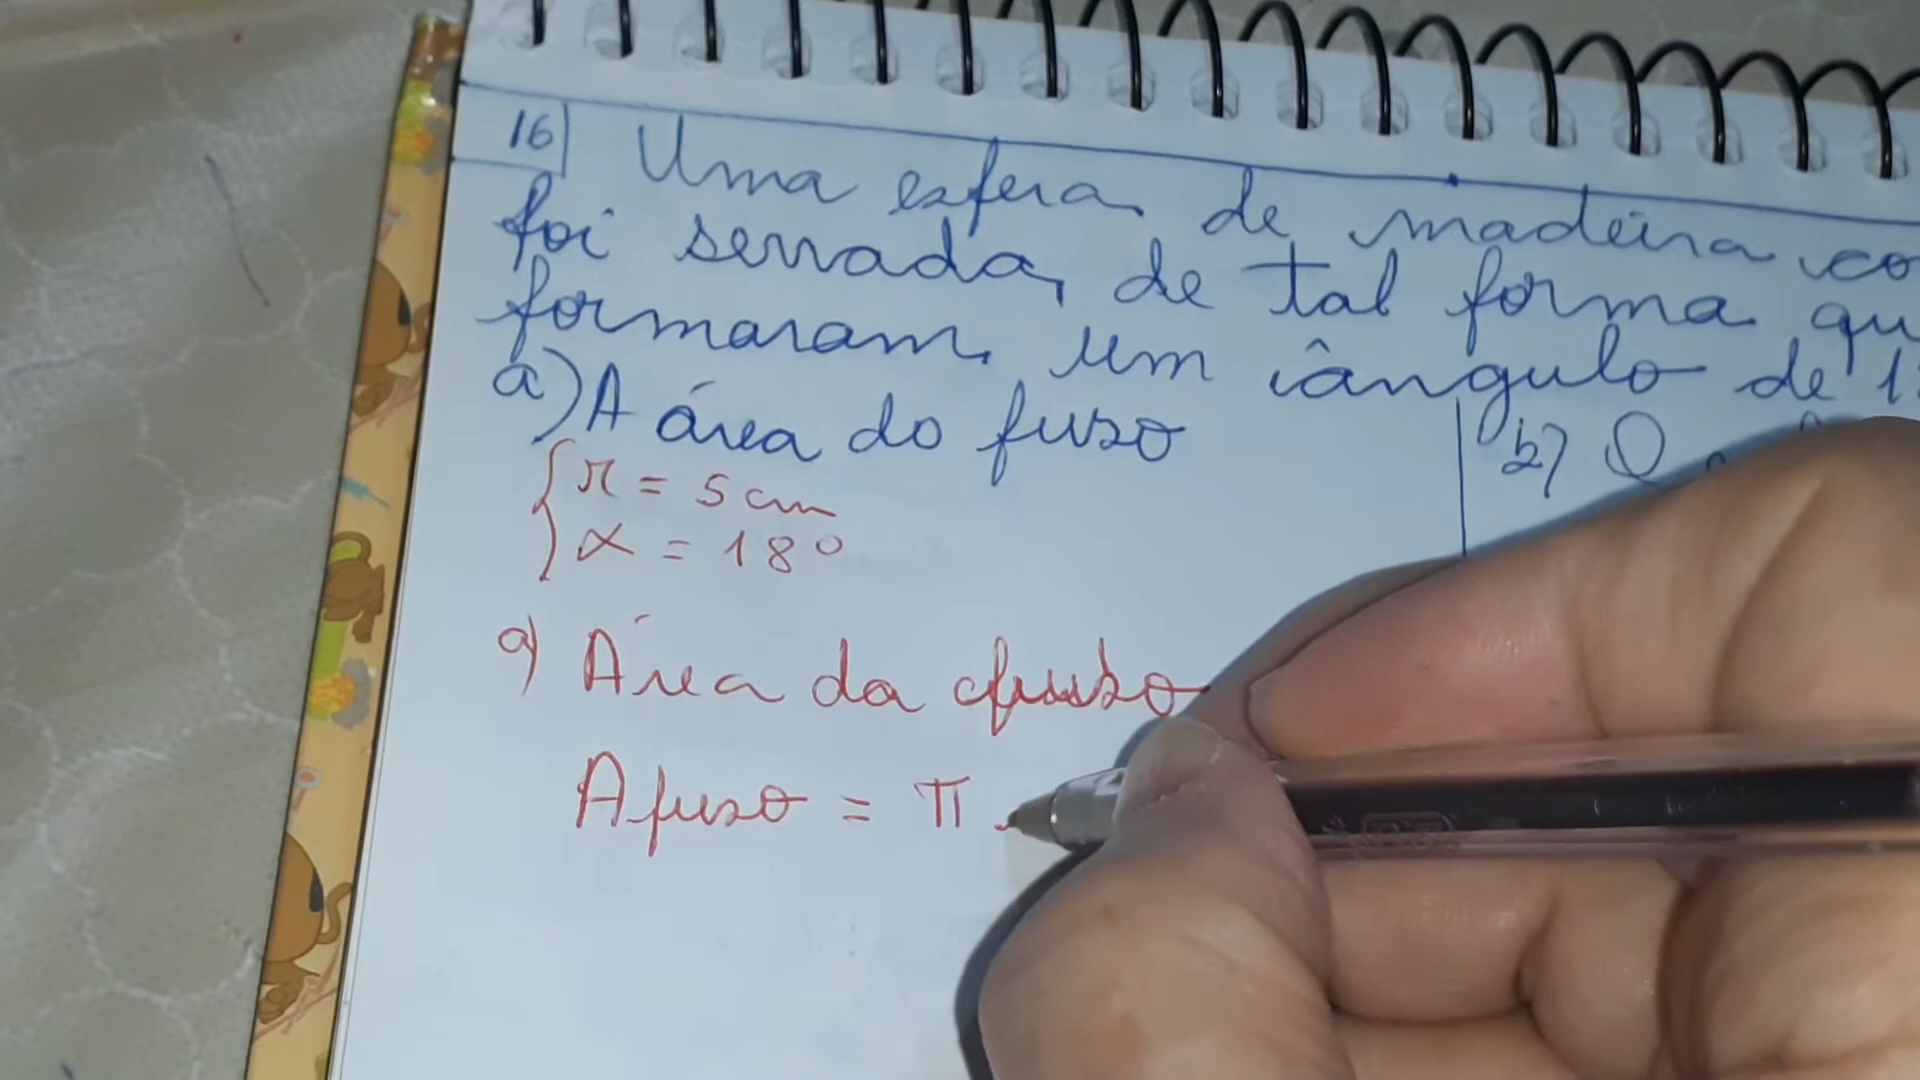 16 Uma esfera de madeira co
foi serrada, de tal forma qu
formaram um ângulo de 1
a) A área do fuso
b) Q
r = 5 cm
α = 18°
a) Área da fuso
A fuso = π .